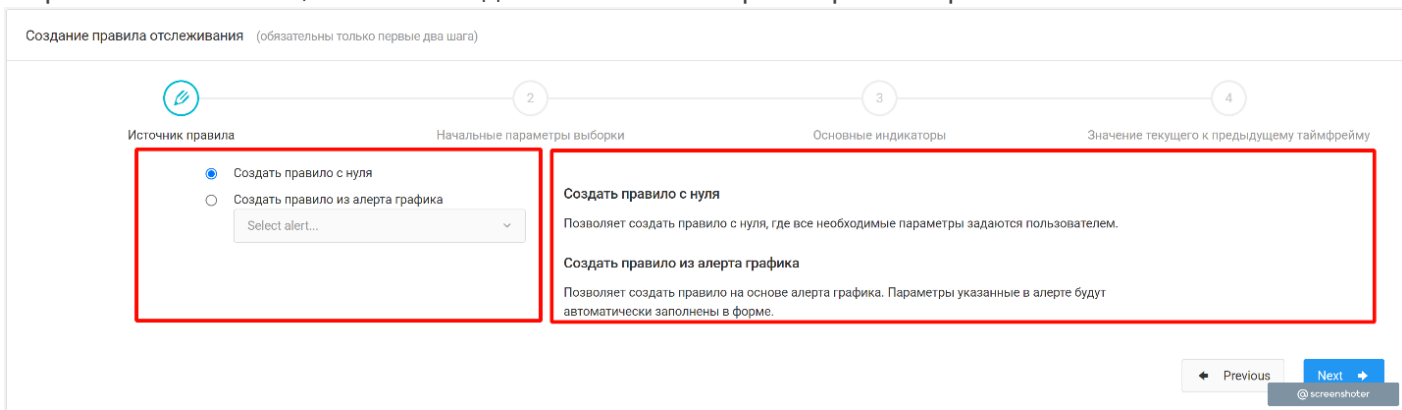 Создание правила отслеживания (обязательны только первые два шага)
2
3
4
Источник правила
Начальные параметры выборки
Основные индикаторы
Значение текущего к предыдущему таймфрейму
Создать правило с нуля
Создать правило из алерта графика
Select alert...
Создать правило с нуля
Позволяет создать правило с нуля, где все необходимые параметры задаются пользователем.
Создать правило из алерта графика
Позволяет создать правило на основе алерта графика. Параметры указанные в алерте будут
автоматически заполнены в форме.
Previous
Next
@screenshoter